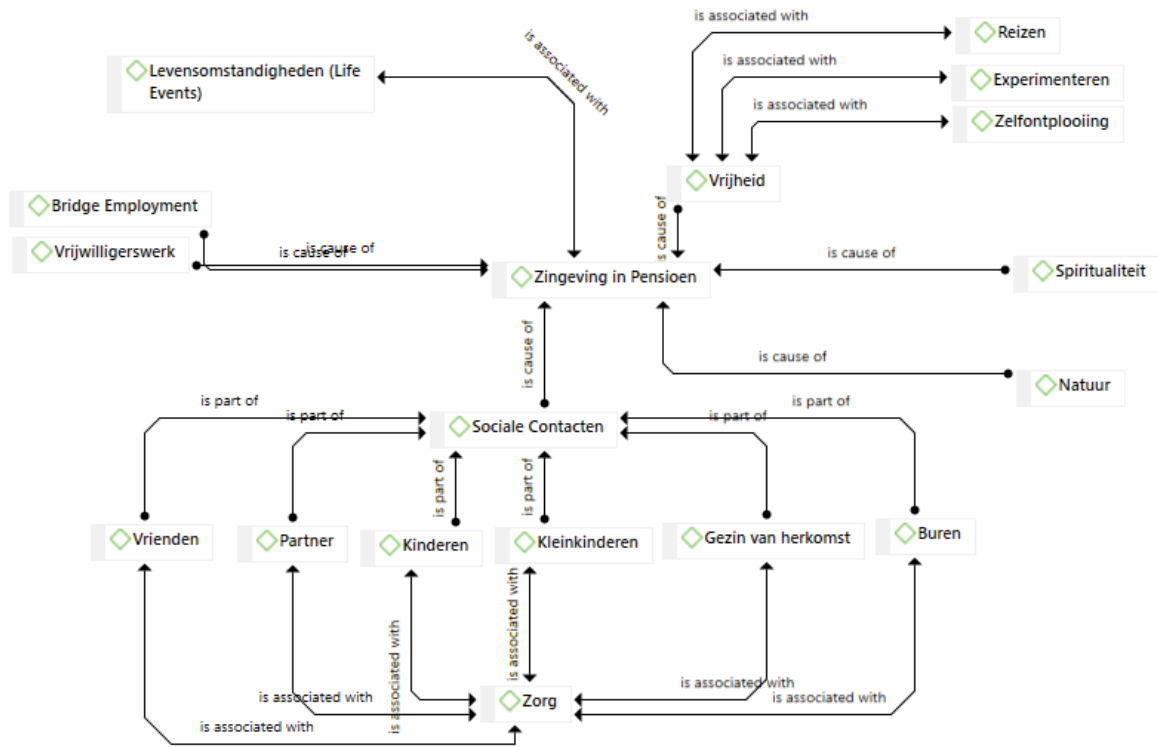 is associated with
Reizen
is associated with
Levensomstandigheden (Life
Events)
is associated with
Experimenteren
is associated with
Zelfontplooiing
Vrijheid
Bridge Employment
Vrijwilligerswerk
is cause of
is cause of
is cause of
Zingeving in Pensioen
is cause of
Spiritualiteit
is cause of
is cause of
Natuur
is part of
is part of
Sociale Contacten
is part of
is part of
is part of
is part of
Vrienden
Partner
Kinderen
Kleinkinderen
Gezin van herkomst
Buren
is associated with
is associated with
is associated with
Zorg
is associated with
is associated with
is associated with